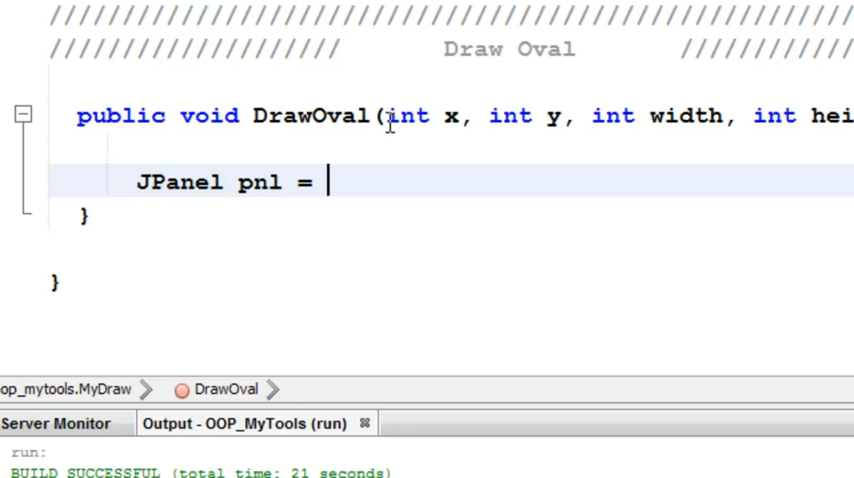 ////////////////////////////////////////////////////////
//////////////////// Draw Oval ////////////
public void DrawOval(int x, int y, int width, int hei
JPanel pnl =
}
}
op_mytools.MyDraw DrawOval
Server Monitor Output - OOP_MyTools (run)
run:
BUILD SUCCESSFUL (total time: 21 seconds)